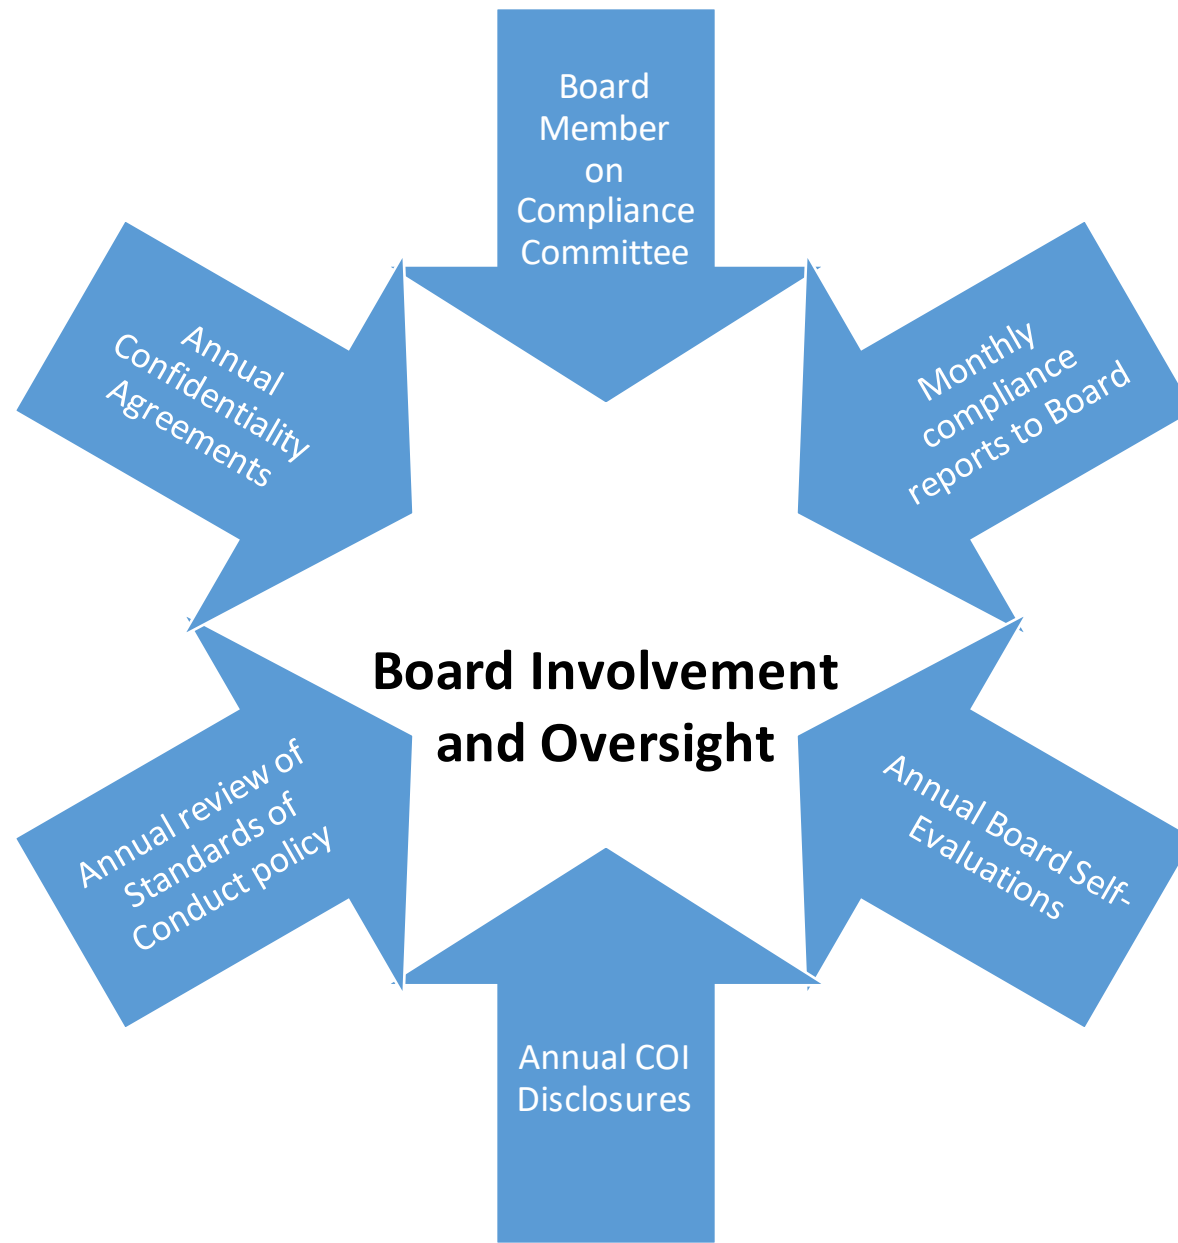 Board
Member
on
Compliance
Committee
Monthly
compliance
reports to Board
Annual Board Self-
Evaluations
Annual COI
Disclosures
Annual review of
Standards of
Conduct policy
Annual
Confidentiality
Agreements
Board Involvement
and Oversight